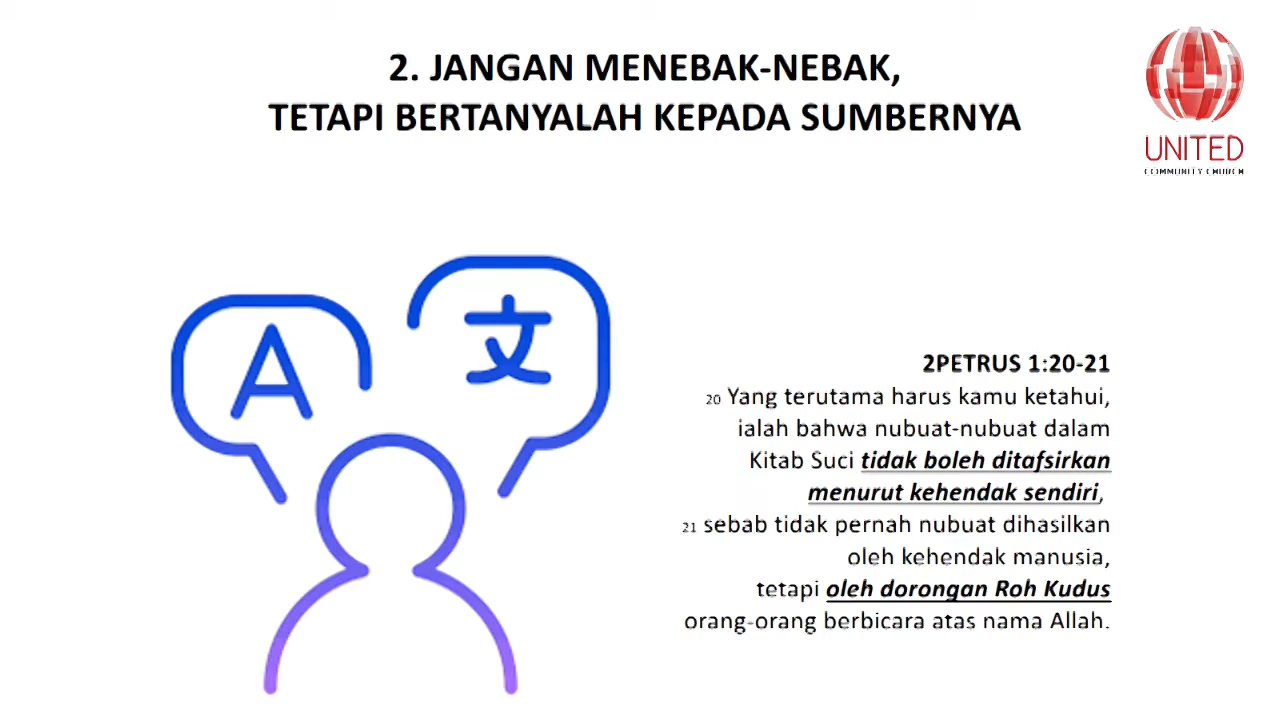 2. JANGAN MENEBAK-NEBAK,
TETAPI BERTANYALAH KEPADA SUMBERNYA
UNITED
COMMUNITY CHURCH
A
文
2PETRUS 1:20-21
20 Yang terutama harus kamu ketahui,
ialah bahwa nubuat-nubuat dalam
Kitab Suci tidak boleh ditafsirkan
menurut kehendak sendiri,
21 sebab tidak pernah nubuat dihasilkan
oleh kehendak manusia,
tetapi oleh dorongan Roh Kudus
orang-orang berbicara atas nama Allah.